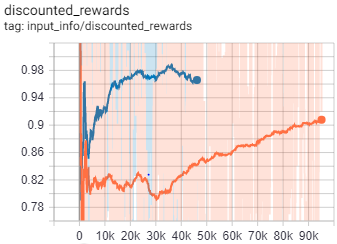 discounted_rewards
tag: input_info/discounted_rewards
0.98
0.94
0.9
0.86
0.82
0.78
0 10k 20k 30k 40k 50k 60k 70k 80k 90k